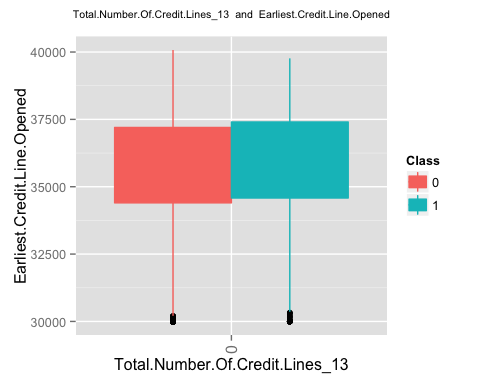 Total.Number.Of.Credit.Lines_13 and Earliest.Credit.Line.Opened
40000
37500
35000
32500
30000
Earliest.Credit.Line.Opened
0
Total.Number.Of.Credit.Lines_13
Class
0
1